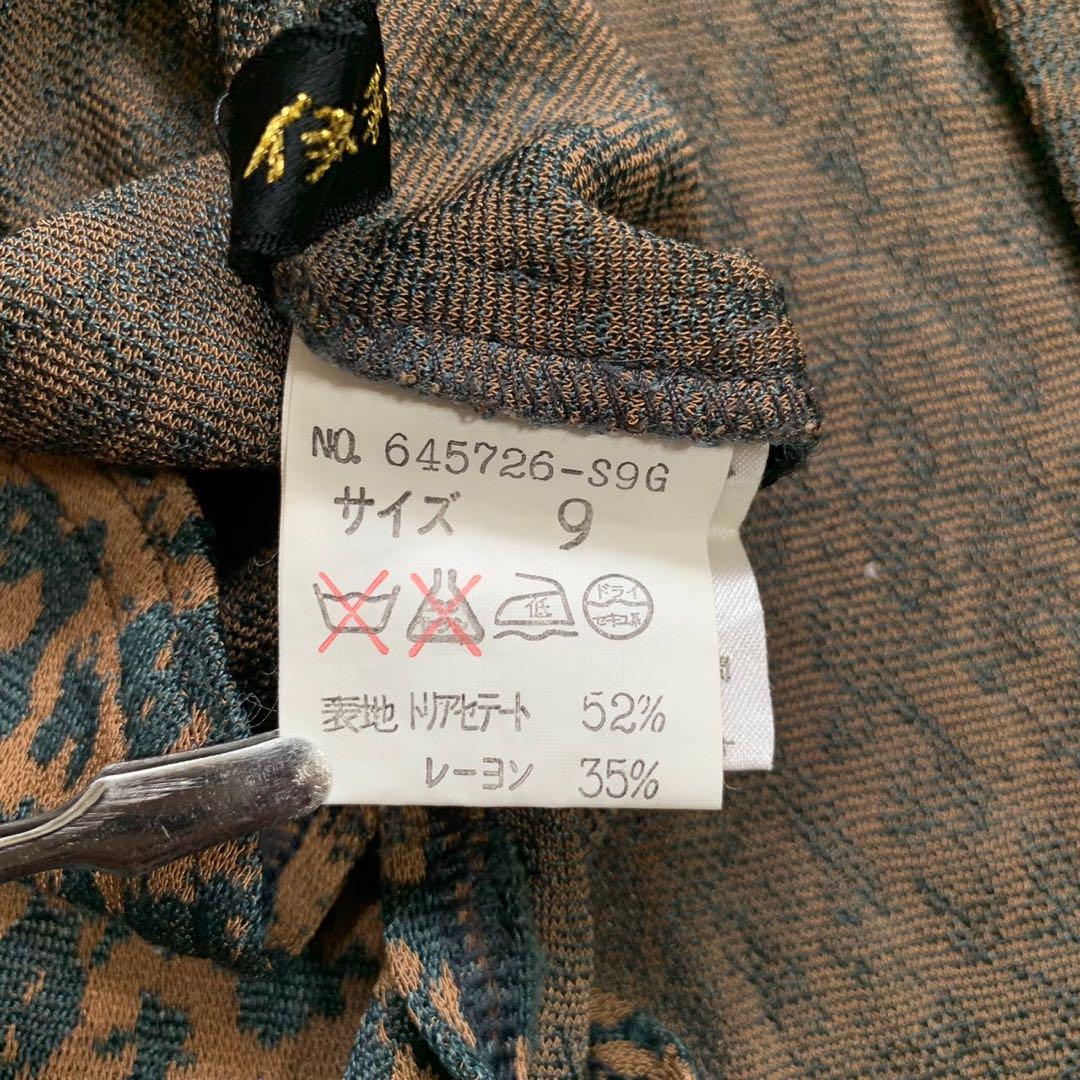 NO. 645726-S9G
サイズ 9
低 ドライ
セキユ系
表地 トリアセテート 52%
レーヨン 35%